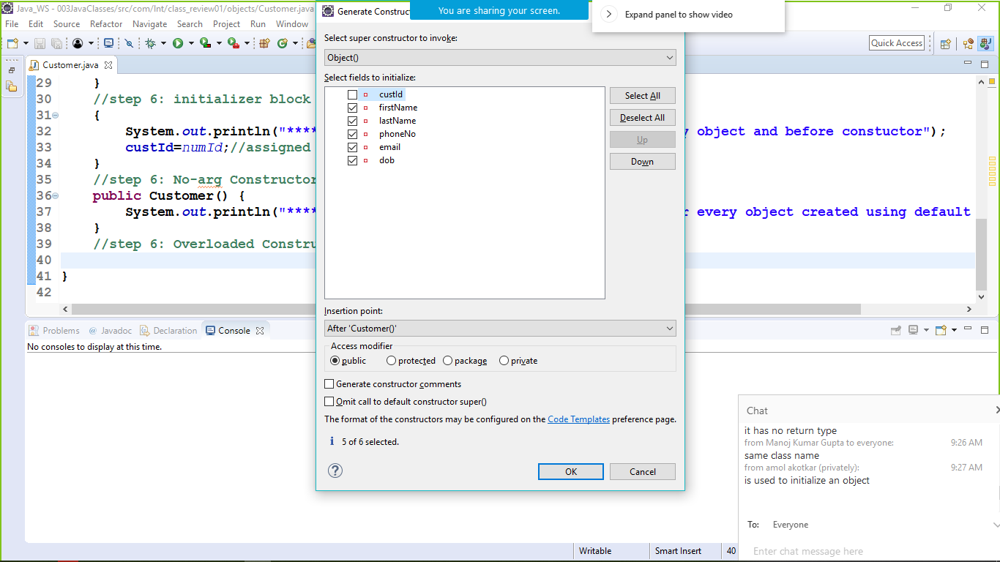 Java_WS - 003JavaClasses/src/com/Int/class_review01/objects/Customer.java
Generate Construc
You are sharing your screen.
Expand panel to show video
File Edit Source Refactor Navigate Search Project Run Window
Quick Access
Customer.java
29 }
30 //step 6: initializer block
31 {
32 System.out.println("**** y object and before constuctor");
33 custId=numId;//assigned
34 }
35 //step 6: No-arg Constructor
36 public Customer() {
37 System.out.println("**** r every object created using default
38 }
39 //step 6: Overloaded Constru
40
41 }
42
Select super constructor to invoke:
Object()
Select fields to initialize:
custId
firstName
lastName
phoneNo
email
dob
Select All
Deselect All
Up
Down
Insertion point:
After 'Customer()'
Access modifier
public protected package private
Generate constructor comments
Omit call to default constructor super()
The format of the constructors may be configured on the Code Templates preference page.
5 of 6 selected.
OK Cancel
Problems @ Javadoc Declaration Console
No consoles to display at this time.
Chat
it has no return type
from Manoj Kumar Gupta to everyone: 9:26 AM
same class name
from amol akotkar (privately): 9:27 AM
is used to initialize an object
To: Everyone
Enter chat message here
Writable Smart Insert 40